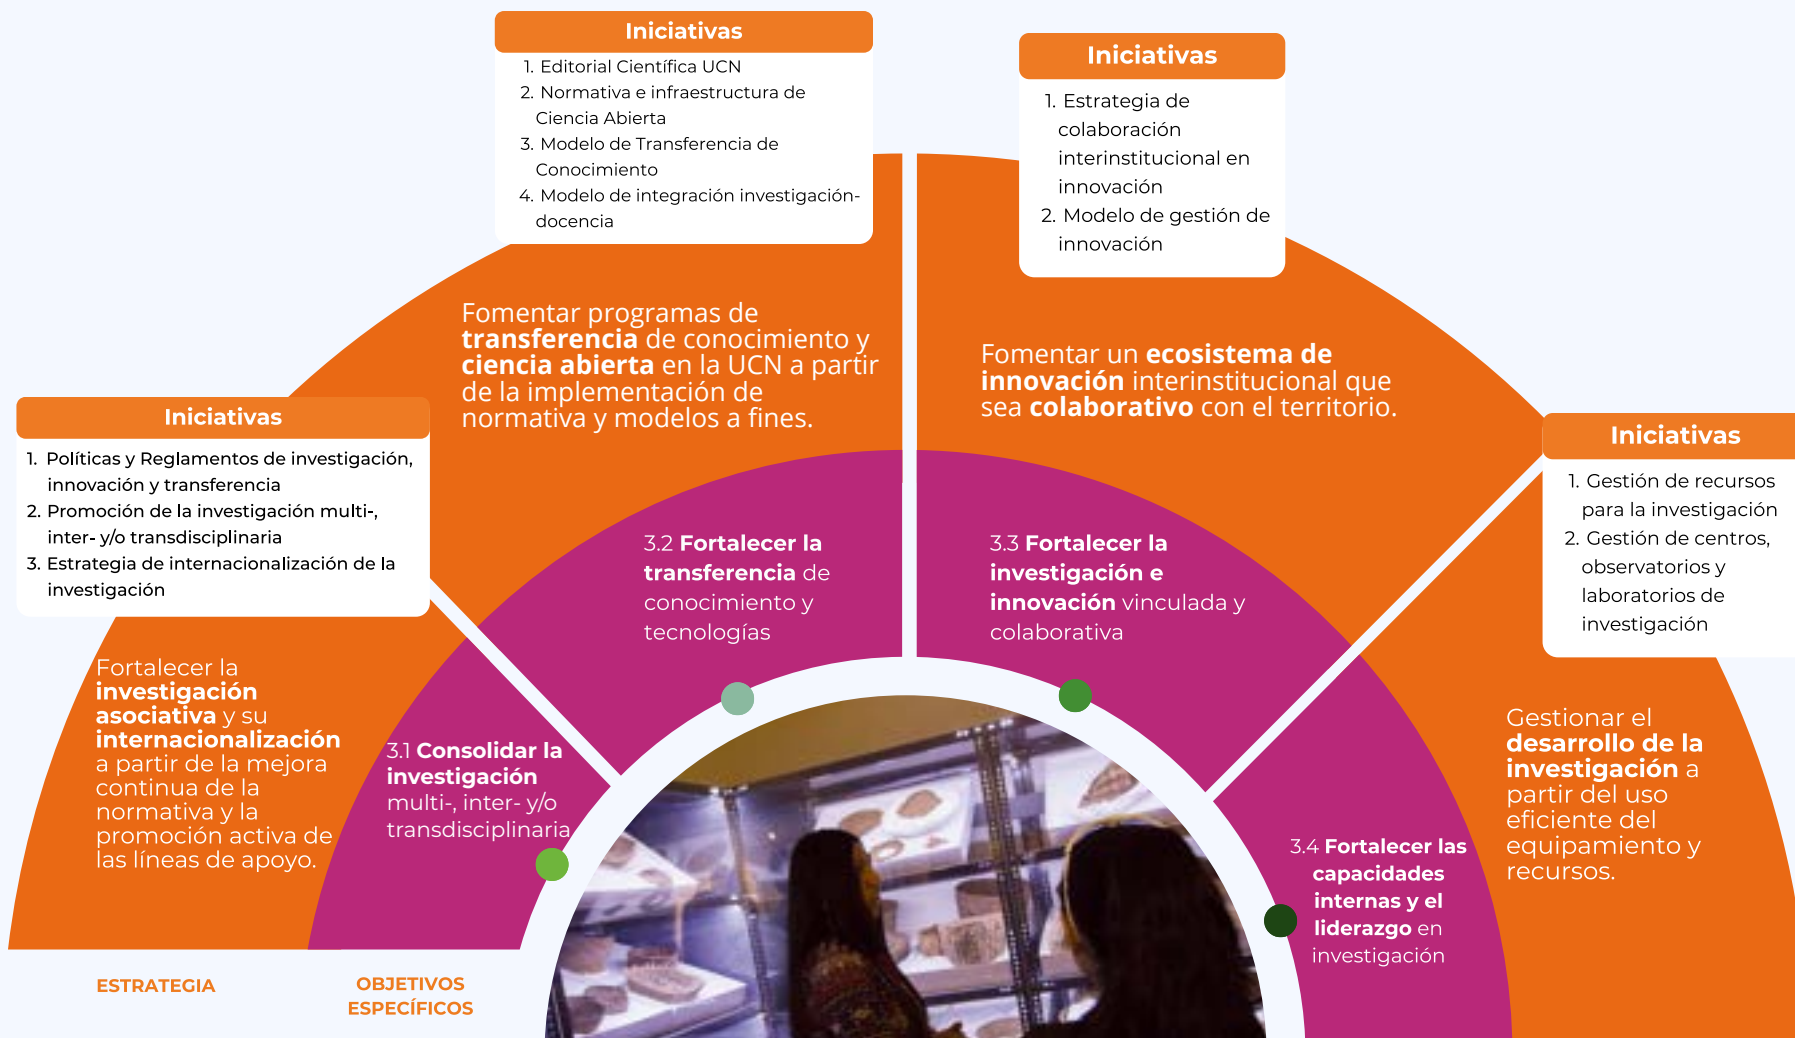 Iniciativas
1. Editorial Científica UCN
2. Normativa e infraestructura de
Ciencia Abierta
3. Modelo de Transferencia de
Conocimiento
4. Modelo de integración investigación-
docencia
Iniciativas
1. Estrategia de
colaboración
interinstitucional en
innovación
2. Modelo de gestión de
innovación
Fomentar programas de
transferencia de conocimiento y
ciencia abierta en la UCN a partir
de la implementación de
normativa y modelos a fines.
Fomentar un ecosistema de
innovación interinstitucional que
sea colaborativo con el territorio.
Iniciativas
1. Políticas y Reglamentos de investigación,
innovación y transferencia
2. Promoción de la investigación multi-,
inter- y/o transdisciplinaria
3. Estrategia de internacionalización de la
investigación
Iniciativas
1. Gestión de recursos
para la investigación
2. Gestión de centros,
observatorios y
laboratorios de
investigación
3.2 Fortalecer la
transferencia de
conocimiento y
tecnologías
3.3 Fortalecer la
investigación e
innovación vinculada y
colaborativa
Fortalecer la
investigación
asociativa y su
internacionalización
a partir de la mejora
continua de la
normativa y la
promoción activa de
las líneas de apoyo.
3.1 Consolidar la
investigación
multi-, inter- y/o
transdisciplinaria
Gestionar el
desarrollo de la
investigación a
partir del uso
eficiente del
equipamiento y
recursos.
3.4 Fortalecer las
capacidades
internas y el
liderazgo en
investigación
ESTRATEGIA
OBJETIVOS
ESPECÍFICOS